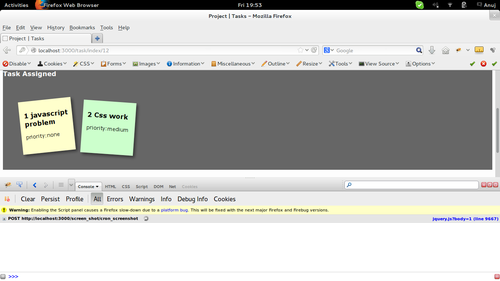 Activities Firefox Web Browser Fri 19:53 Anuj
Project | Tasks - Mozilla Firefox
File Edit View History Bookmarks Tools Help
Project | Tasks
localhost:3000/task/index/12 Google
Disable Cookies CSS Forms Images Information Miscellaneous Outline Resize Tools View Source Options
Task Assigned
1 javascript
problem
priority:none
2 Css work
priority:medium
Console HTML CSS Script DOM Net Cookies
Clear Persist Profile All Errors Warnings Info Debug Info Cookies
Warning: Enabling the Script panel causes a Firefox slow-down due to a platform bug. This will be fixed with the next major Firefox and Firebug versions.
POST http://localhost:3000/screen_shot/cron_screenshot jquery.js?body=1 (line 9667)
>>>